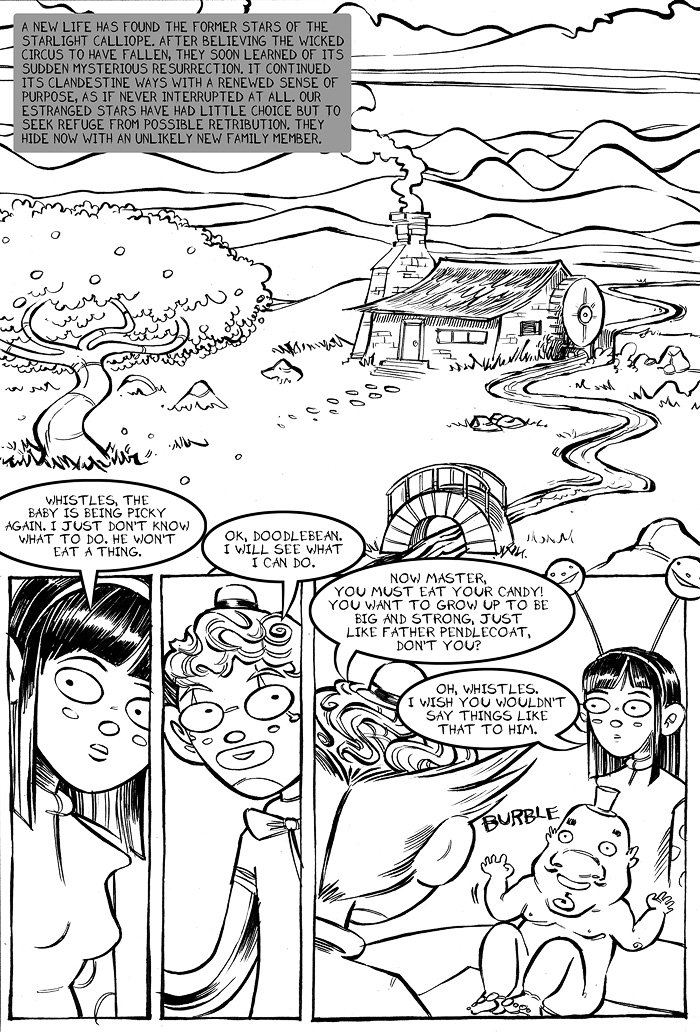 A NEW LIFE HAS FOUND THE FORMER STARS OF THE
STARLIGHT CALLIOPE. AFTER BELIEVING THE WICKED
CIRCUS TO HAVE FALLEN, THEY SOON LEARNED OF ITS
SUDDEN MYSTERIOUS RESURRECTION. IT CONTINUED
ITS CLANDESTINE WAYS WITH A RENEWED SENSE OF
PURPOSE, AS IF NEVER INTERRUPTED AT ALL. OUR
ESTRANGED STARS HAVE HAD LITTLE CHOICE BUT TO
SEEK REFUGE FROM POSSIBLE RETRIBUTION. THEY
HIDE NOW WITH AN UNLIKELY NEW FAMILY MEMBER.
WHISTLES, THE
BABY IS BEING PICKY
AGAIN. I JUST DON'T KNOW
WHAT TO DO. HE WON'T
EAT A THING.
OK, DOODLEBEAN.
I WILL SEE WHAT
I CAN DO.
NOW MASTER,
YOU MUST EAT YOUR CANDY!
YOU WANT TO GROW UP TO BE
BIG AND STRONG, JUST
LIKE FATHER PENDLECOAT,
DON'T YOU?
OH, WHISTLES.
I WISH YOU WOULDN'T
SAY THINGS LIKE
THAT TO HIM.
BURBLE